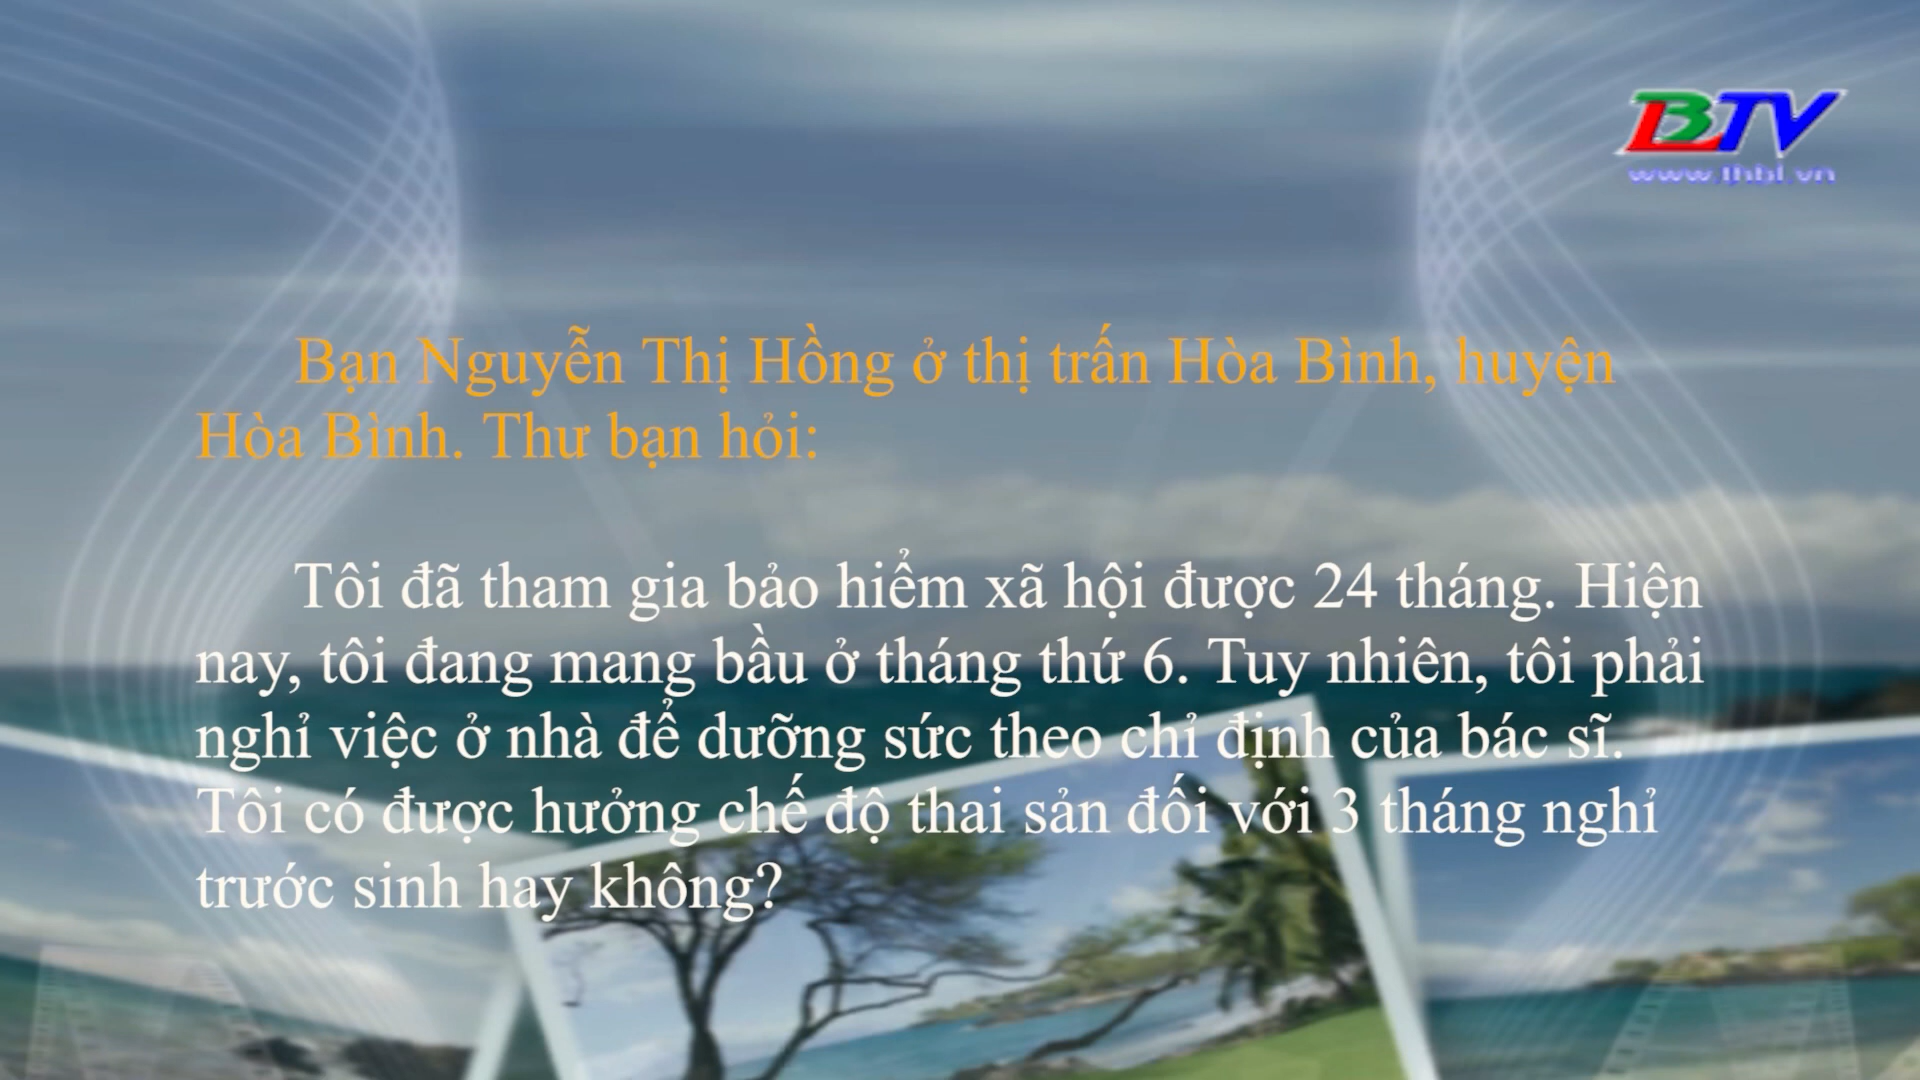 BTV
www.thbl.vn
Bạn Nguyễn Thị Hồng ở thị trấn Hòa Bình, huyện
Hòa Bình. Thư bạn hỏi:
Tôi đã tham gia bảo hiểm xã hội được 24 tháng. Hiện
nay, tôi đang mang bầu ở tháng thứ 6. Tuy nhiên, tôi phải
nghỉ việc ở nhà để dưỡng sức theo chỉ định của bác sĩ.
Tôi có được hưởng chế độ thai sản đối với 3 tháng nghỉ
trước sinh hay không?